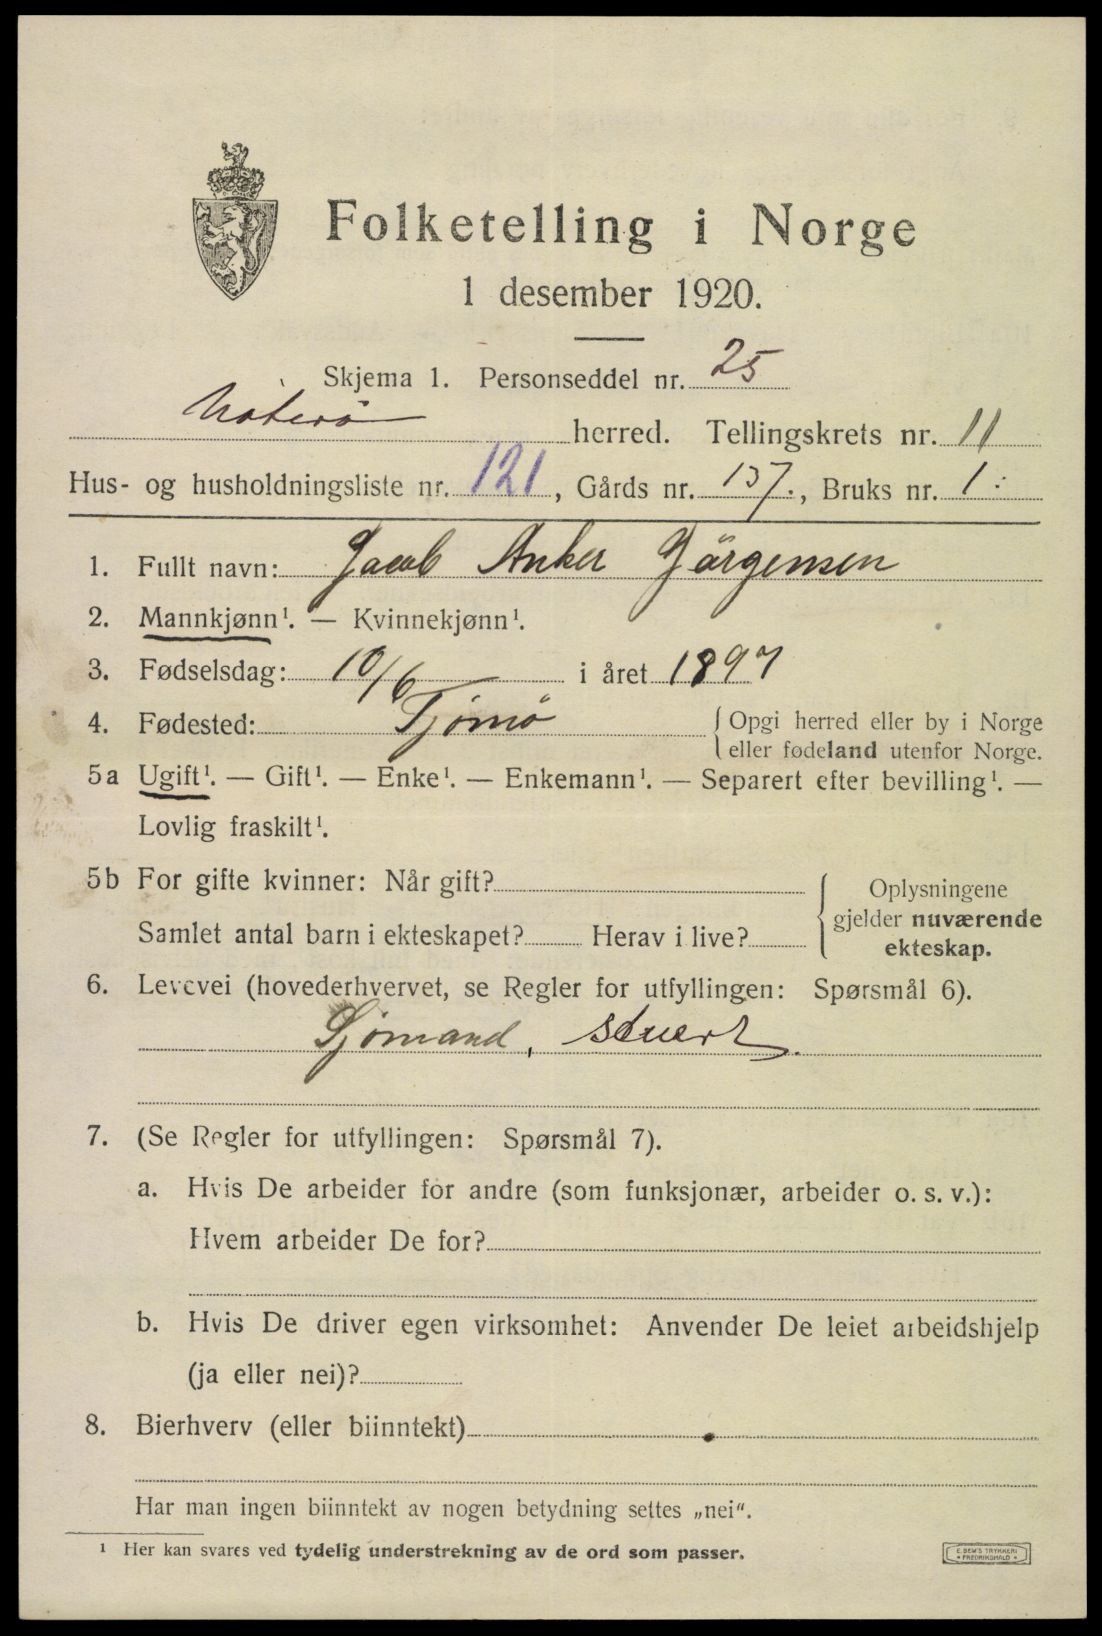 Folketelling i Norge
1 desember 1920.
Skjema 1. Personseddel nr. 25
Nøterø herred. Tellingskrets nr. 11
Hus- og husholdningsliste nr. 121, Gårds nr. 137., Bruks nr. 1
1. Fullt navn: Jacob Anker Jörgensen
2. Mannkjønn¹. — Kvinnekjønn¹.
3. Fødselsdag: 10/6 i året 1897
4. Fødested: Tjømø { Opgi herred eller by i Norge
eller fødeland utenfor Norge.
5a Ugift¹. — Gift¹. — Enke¹. — Enkemann¹. — Separert efter bevilling¹. —
Lovlig fraskilt¹.
5b For gifte kvinner: Når gift?
Samlet antal barn i ekteskapet? Herav i live?
Oplysningene
gjelder nuværende
ekteskap.
6. Levevei (hovederhvervet, se Regler for utfyllingen: Spørsmål 6).
Sjømand,
7. (Se Regler for utfyllingen: Spørsmål 7).
a. Hvis De arbeider for andre (som funksjonær, arbeider o. s. v.):
Hvem arbeider De for?
b. Hvis De driver egen virksomhet: Anvender De leiet arbeidshjelp
(ja eller nei)?
8. Bierhverv (eller biinntekt)
Har man ingen biinntekt av nogen betydning settes „nei".
¹ Her kan svares ved tydelig understrekning av de ord som passer.
E. SEM'S TRYKKERI
FREDRIKSHALD